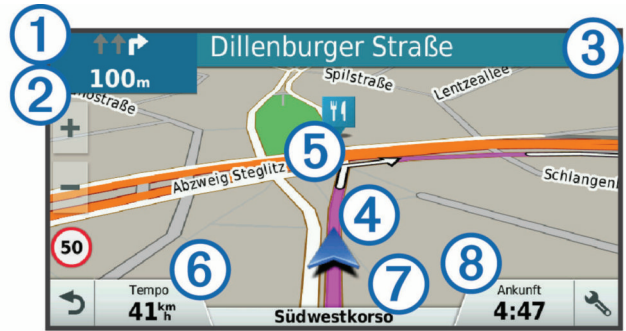 1
Dillenburger Straße
3
100m
2
Spilstraße
Lentzeallee
straße
+
5
Abzweig Steglitz
Schlangen
50
4
6
7
8
Tempo
41 km/h
Südwestkorso
Ankunft
4:47